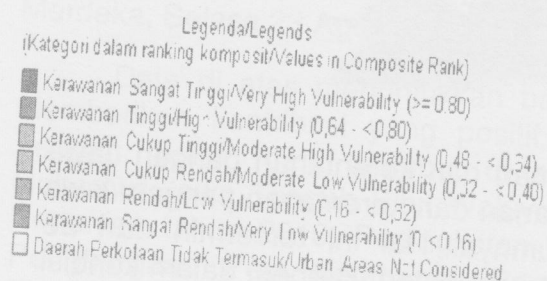 Legenda/Legends
(Kategori dalam ranking komposit/Values in Composite Rank)
Kerawanan Sangat Tinggi/Very High Vulnerability (>= 0.80)
Kerawanan Tinggi/High Vulnerability (0,64 - <0,80)
Kerawanan Cukup Tinggi/Moderate High Vulnerability (0,48 - <0,64)
Kerawanan Cukup Rendah/Moderate Low Vulnerability (0,32 - <0,48)
Kerawanan Rendah/Low Vulnerability (0,16 - <0,32)
Kerawanan Sangat Rendah/Very Low Vulnerability (0 <0,16)
Daerah Perkotaan Tidak Termasuk/Urban Areas Not Considered